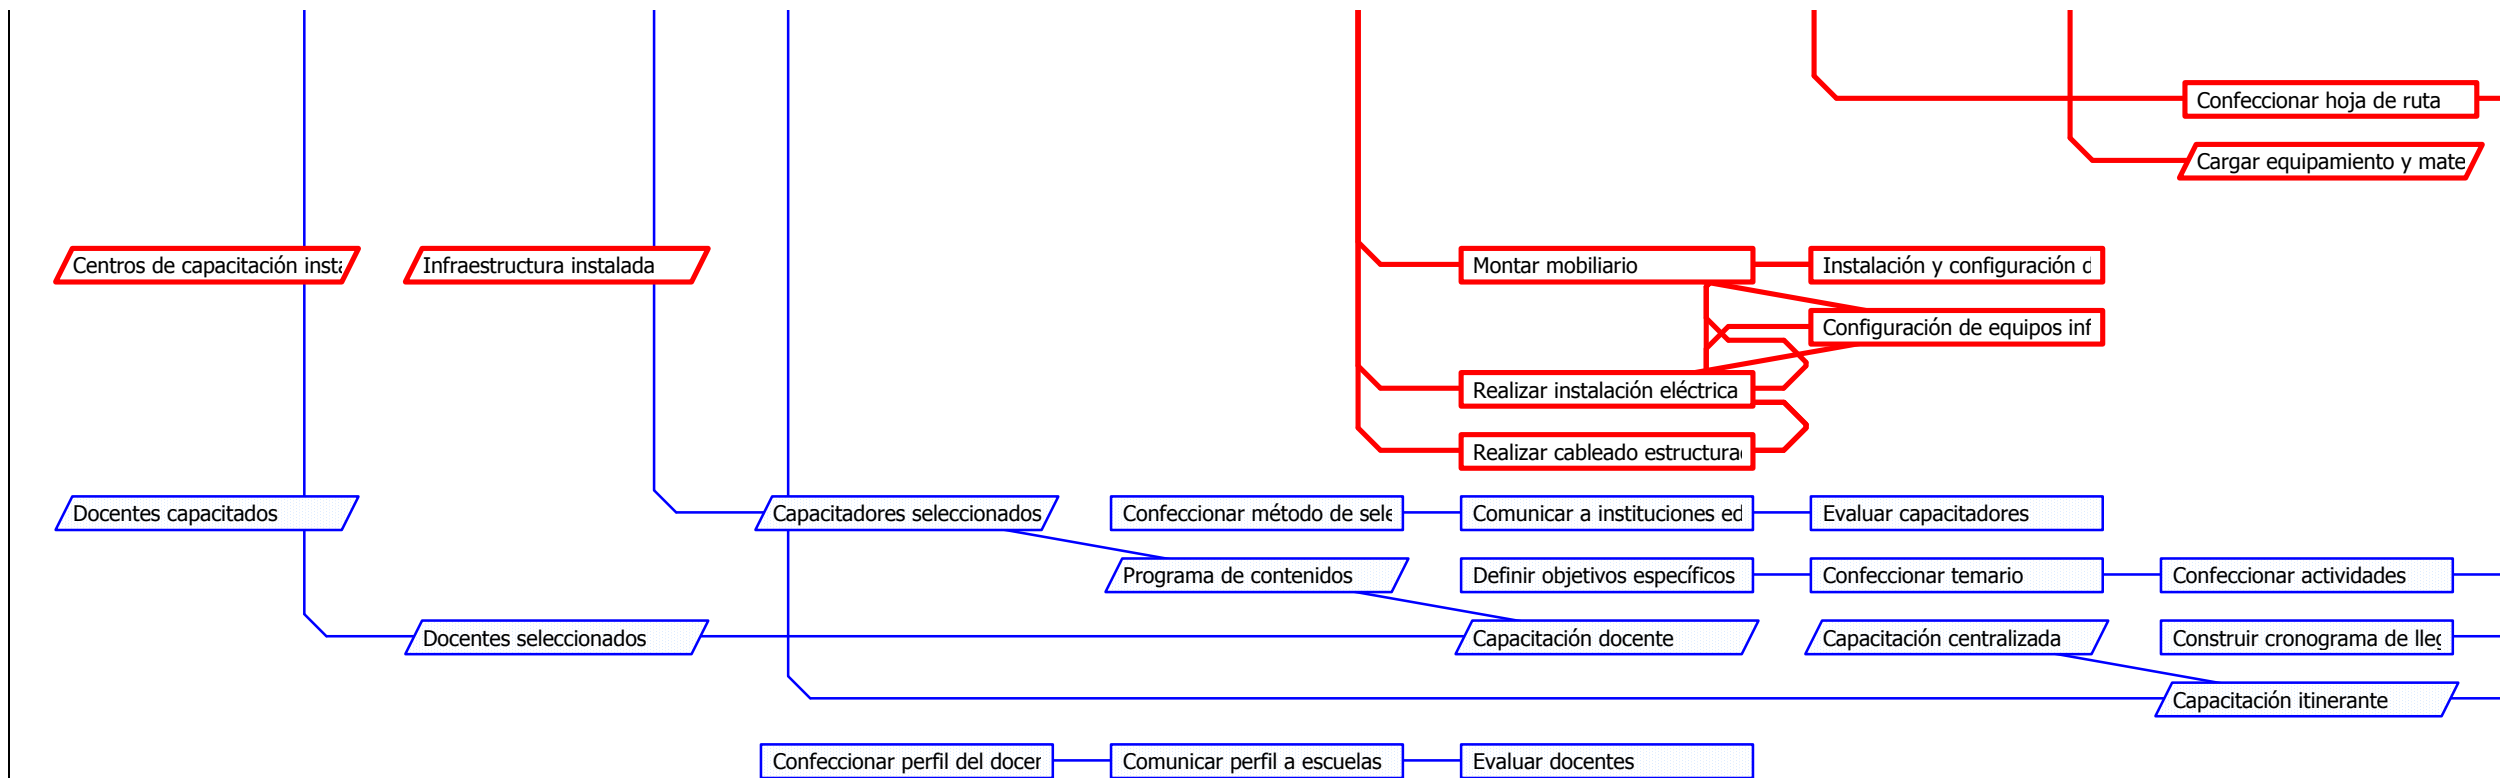 Confeccionar hoja de ruta
Cargar equipamiento y mate
Centros de capacitación insta
Infraestructura instalada
Montar mobiliario
Instalación y configuración d
Configuración de equipos inf
Realizar instalación eléctrica
Realizar cableado estructura
Docentes capacitados
Capacitadores seleccionados
Confeccionar método de sele
Comunicar a instituciones ed
Evaluar capacitadores
Programa de contenidos
Definir objetivos específicos
Confeccionar temario
Confeccionar actividades
Docentes seleccionados
Capacitación docente
Capacitación centralizada
Construir cronograma de lleg
Capacitación itinerante
Confeccionar perfil del docen
Comunicar perfil a escuelas
Evaluar docentes